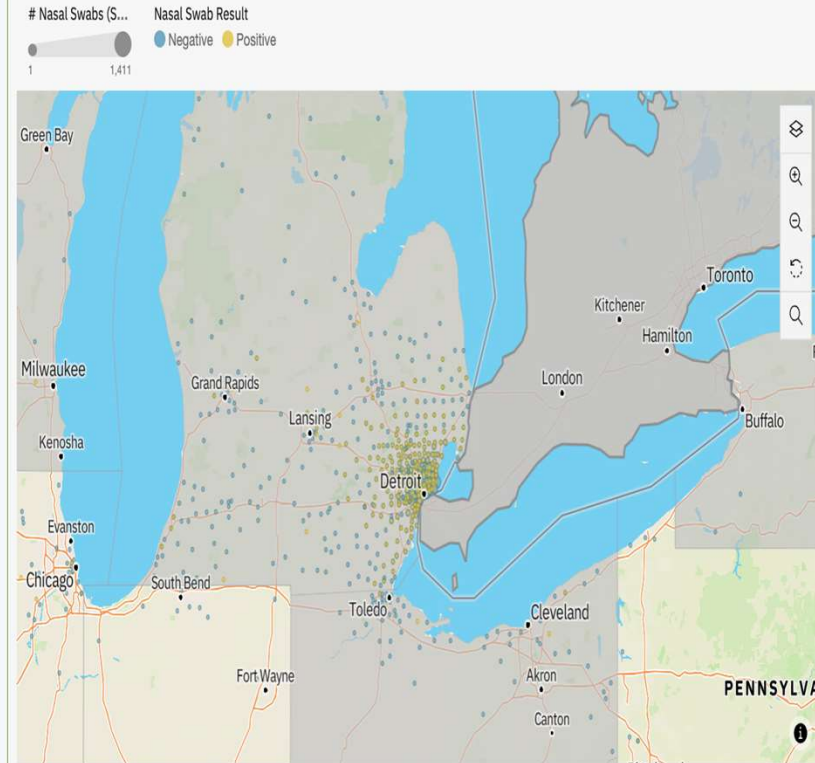 # Nasal Swabs (S...
Nasal Swab Result
Negative
Positive
1
1,411
Green Bay
Toronto
Kitchener
Hamilton
Milwaukee
Grand Rapids
London
Lansing
Buffalo
Kenosha
Detroit
Evanston
Chicago
South Bend
Toledo
Cleveland
Fort Wayne
Akron
PENNSYLVA
Canton